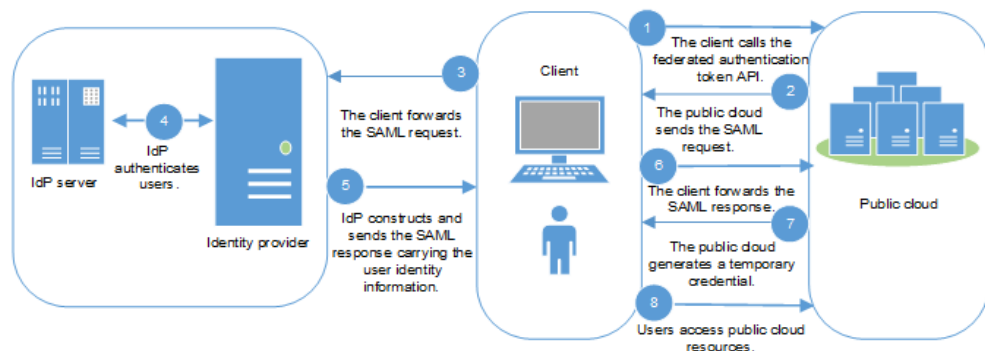 1
The client calls the
federated authentication
token API.
2
The public cloud
sends the SAML
request.
3
The client forwards
the SAML request.
4
IdP
authenticates
users.
IdP server
Identity provider
5
IdP constructs and
sends the SAML
response carrying the
user identity
information.
Client
6
The client forwards the
SAML response.
7
The public cloud
generates a temporary
credential.
8
Users access public cloud
resources.
Public cloud